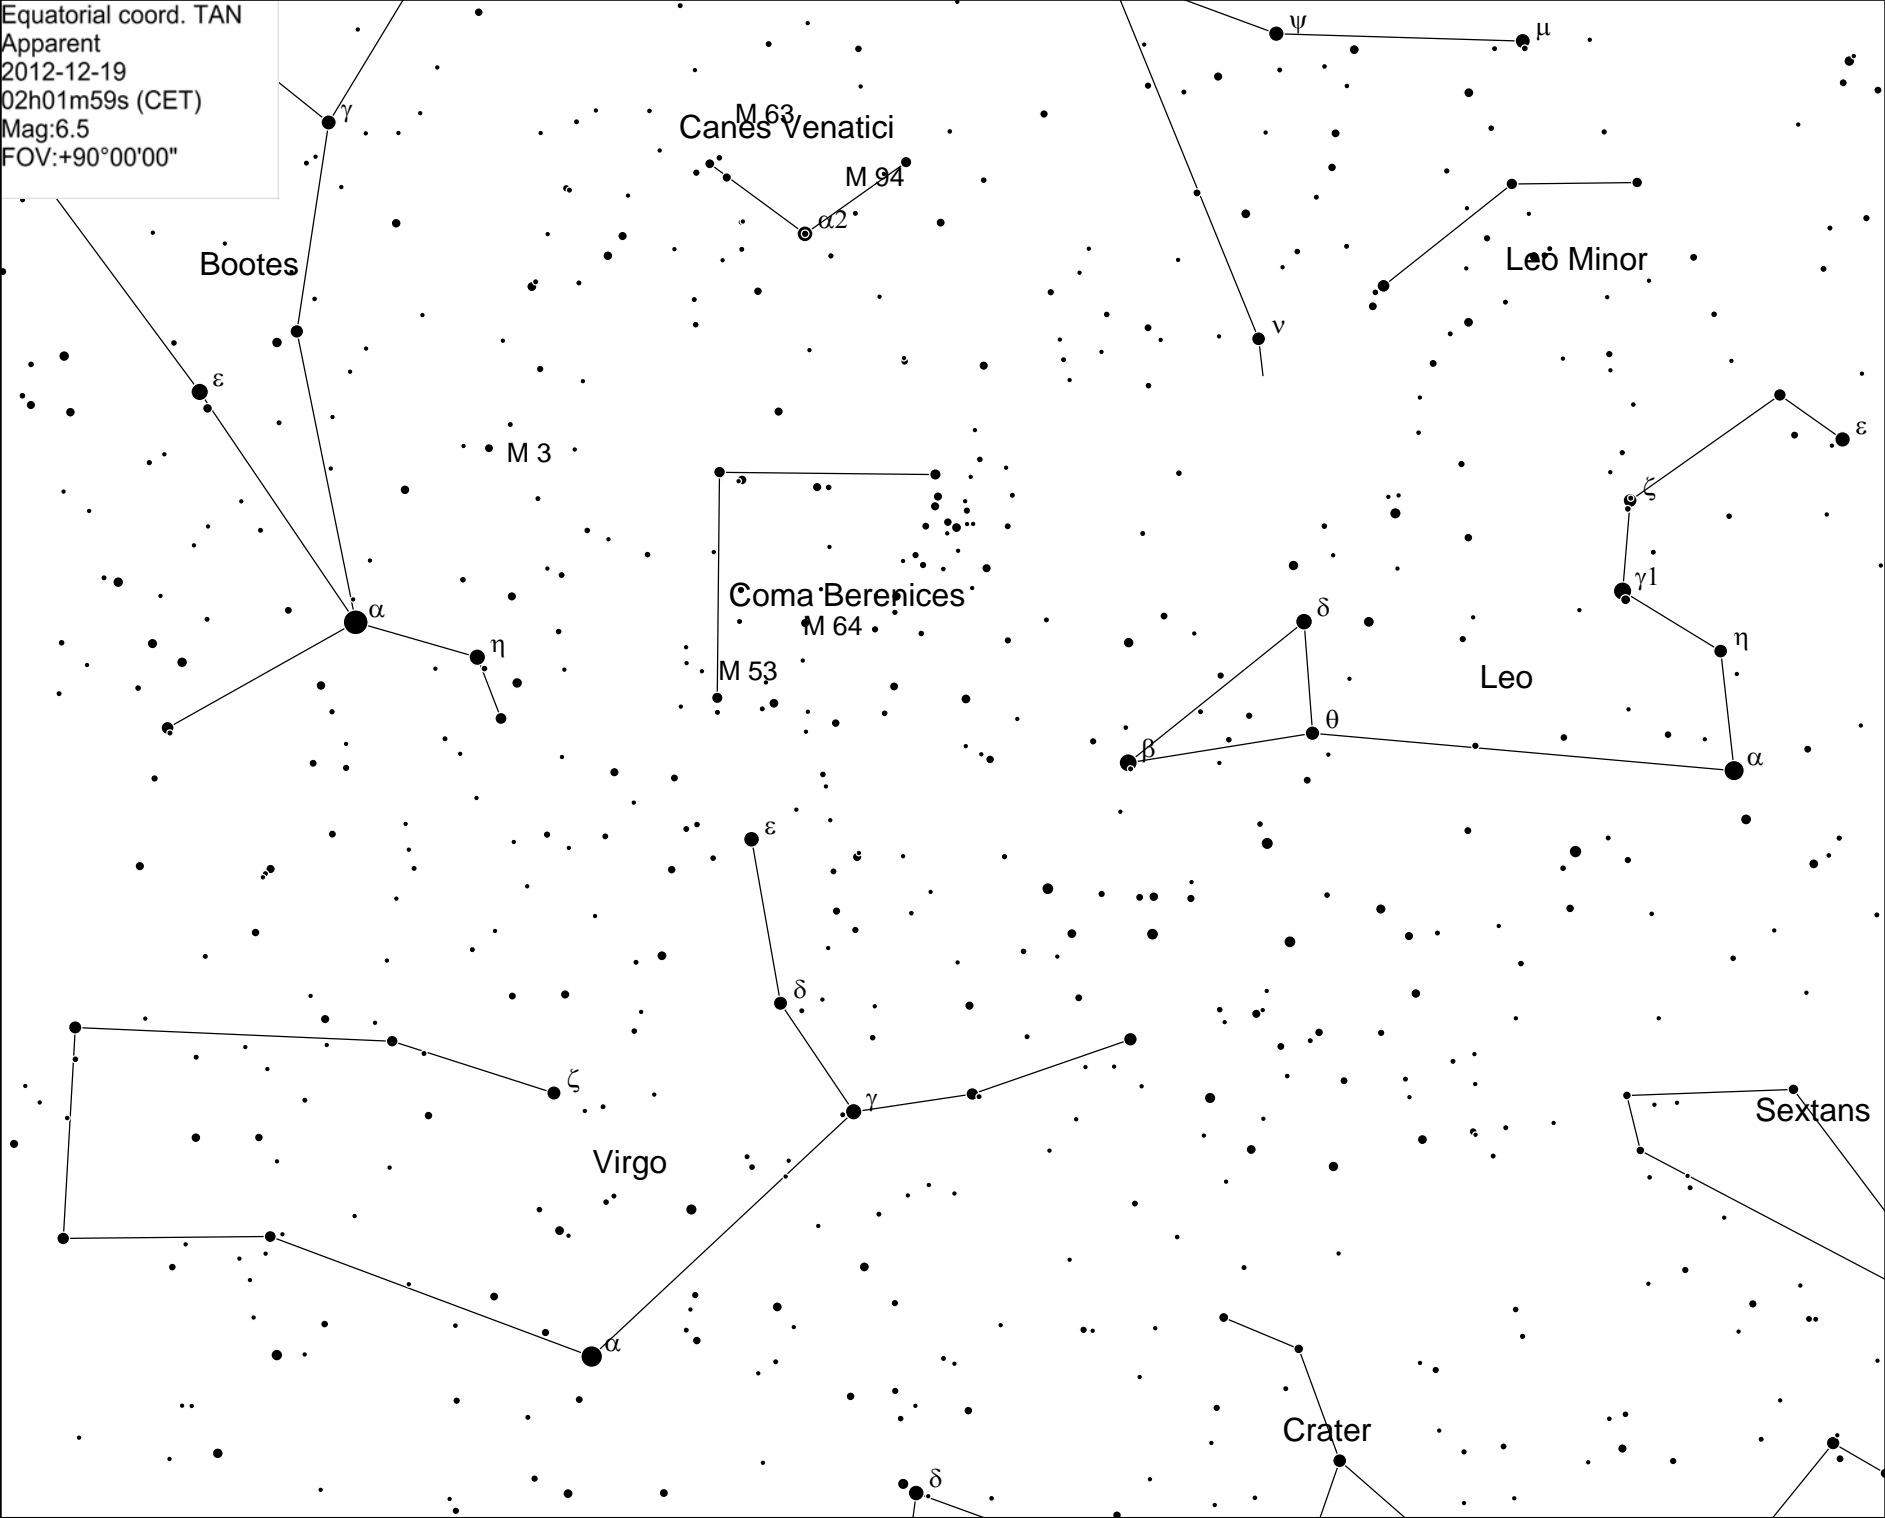 Equatorial coord. TAN
Apparent
2012-12-19
02h01m59s (CET)
Mag:6.5
FOV:+90°00'00"
ψ
μ
γ
M 63
Canes Venatici
M 94
α2
Bootes
Leo Minor
ν
ε
ε
M 3
ζ
γ1
Coma Berenices
α
δ
M 64
η
η
M 53
Leo
θ
β
α
ε
δ
ζ
γ
Sextans
Virgo
α
Crater
δ